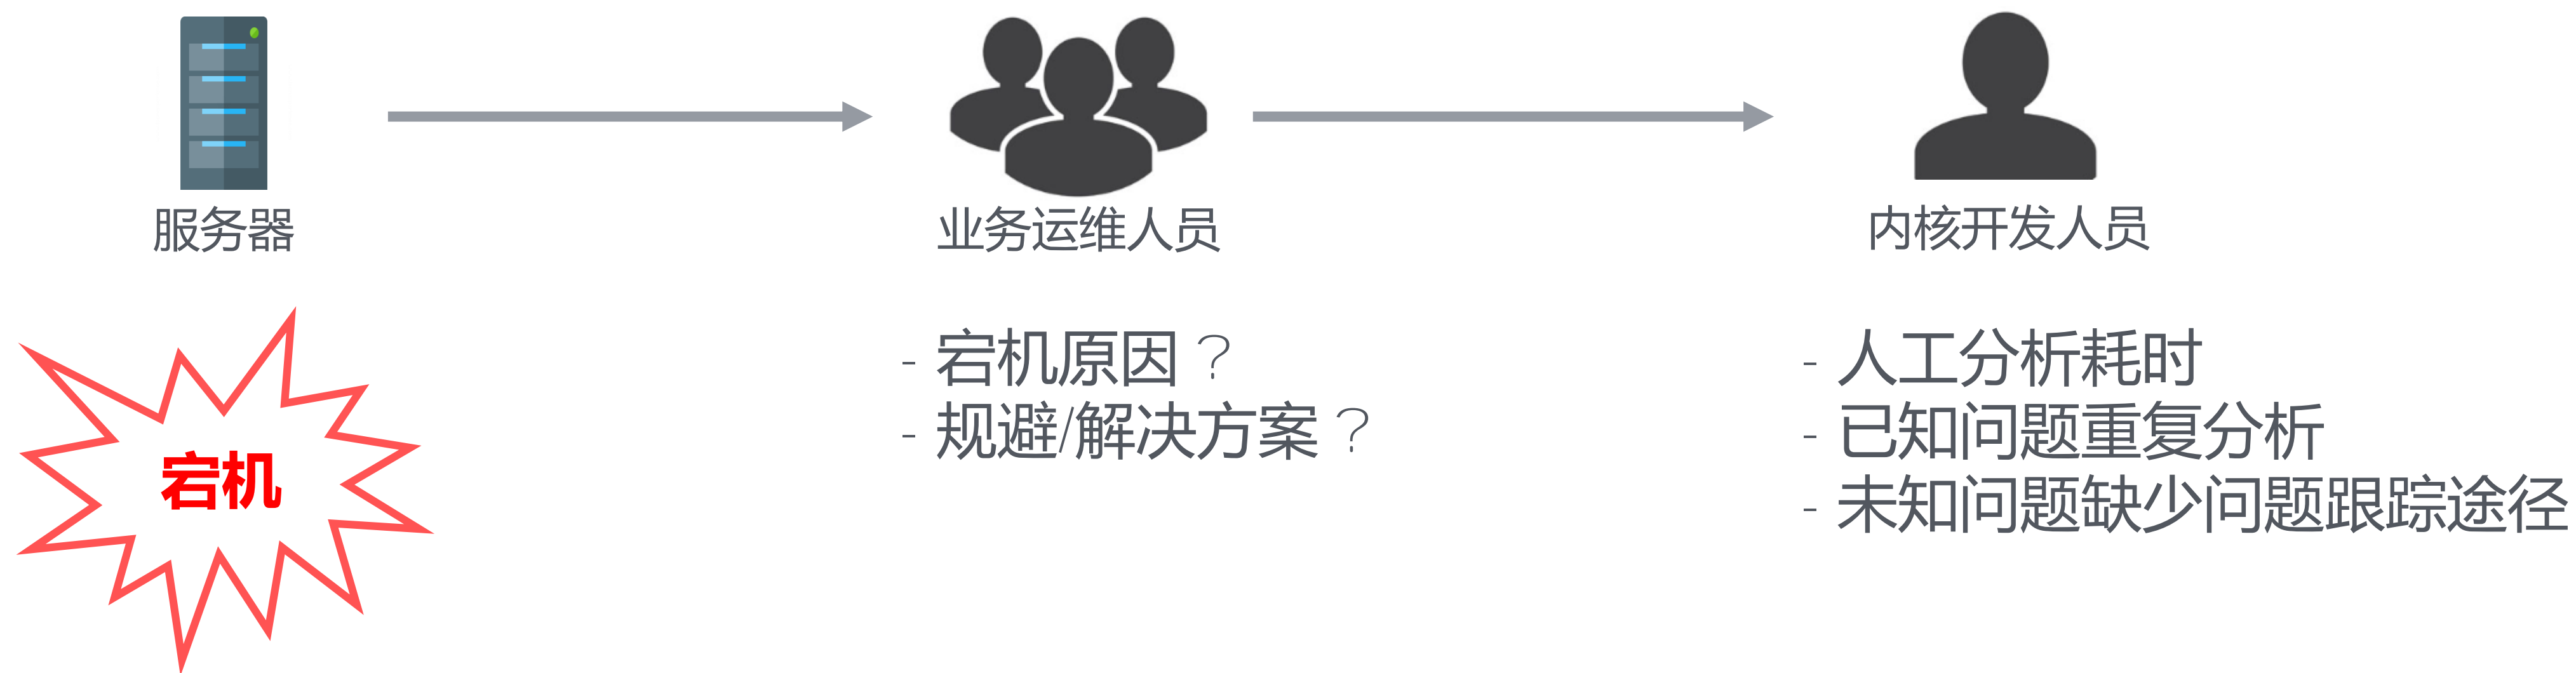 服务器
宕机
业务运维人员
- 宕机原因？
- 规避/解决方案？
内核开发人员
- 人工分析耗时
- 已知问题重复分析
- 未知问题缺少问题跟踪途径